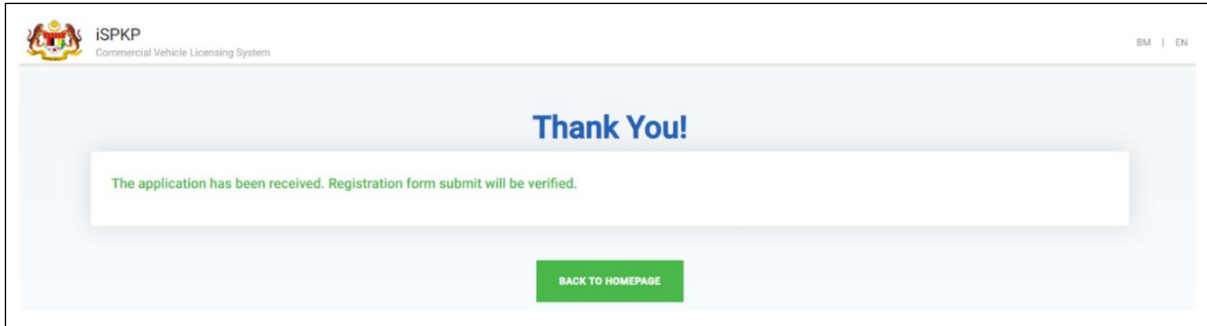 iSPKP
Commercial Vehicle Licensing System
BM | EN
Thank You!
The application has been received. Registration form submit will be verified.
BACK TO HOMEPAGE